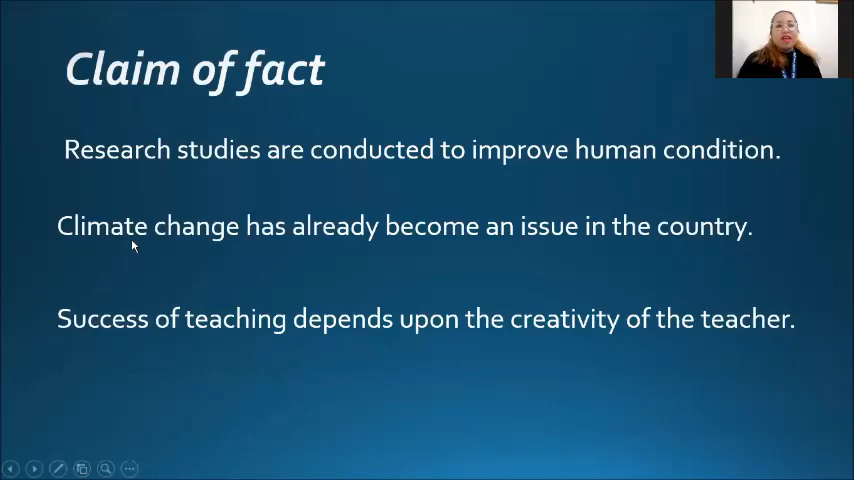 Claim of fact
Research studies are conducted to improve human condition.
Climate change has already become an issue in the country.
Success of teaching depends upon the creativity of the teacher.